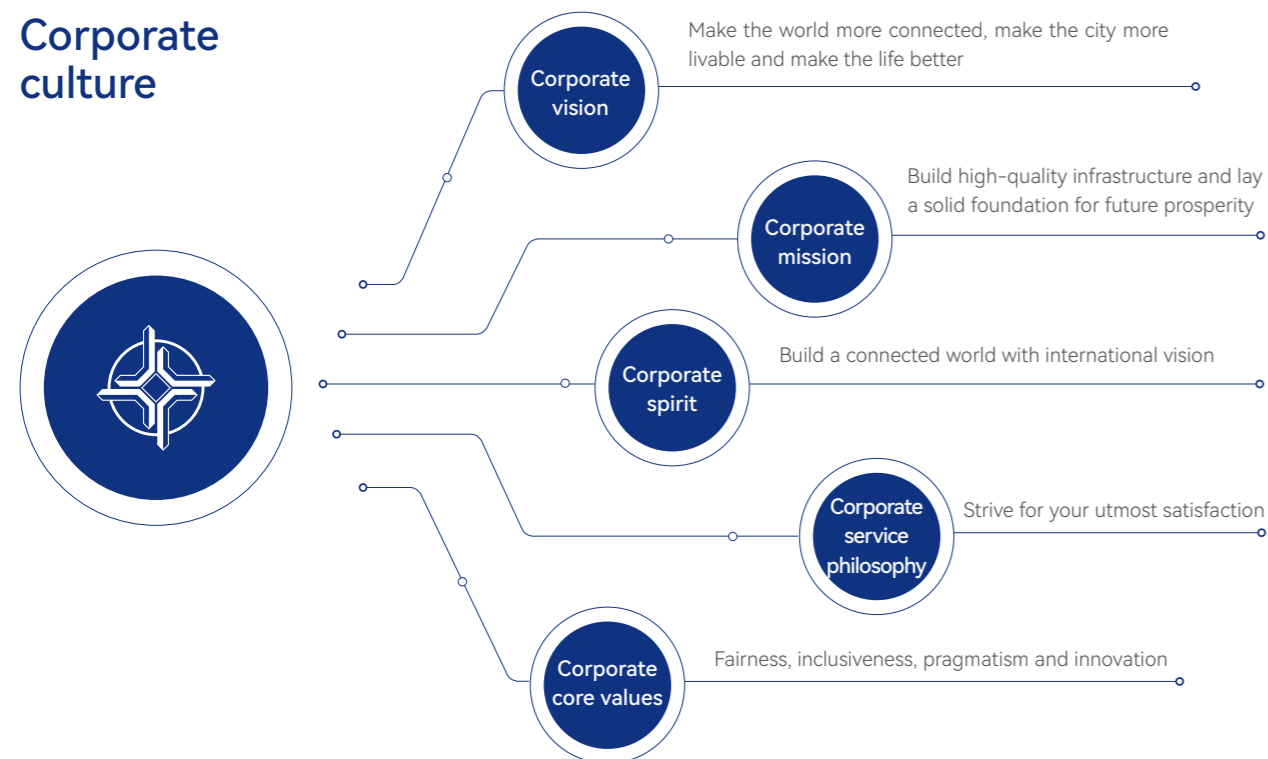 Corporate
culture
Corporate
vision
Make the world more connected, make the city more
livable and make the life better
Corporate
mission
Build high-quality infrastructure and lay
a solid foundation for future prosperity
Corporate
spirit
Build a connected world with international vision
Corporate
service
philosophy
Strive for your utmost satisfaction
Corporate
core values
Fairness, inclusiveness, pragmatism and innovation